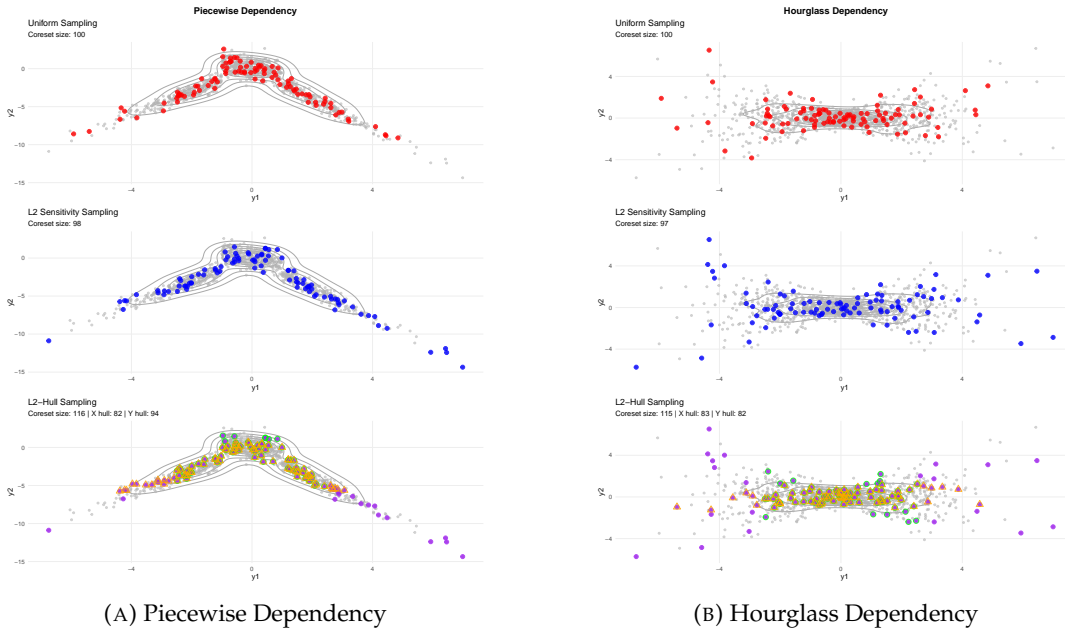 Piecewise Dependency
Uniform Sampling
Coreset size: 100
0
−5
−10
−15
y2
−4
0
4
y1
L2 Sensitivity Sampling
Coreset size: 98
0
−5
−10
−15
y2
−4
0
4
y1
L2−Hull Sampling
Coreset size: 116 | X hull: 82 | Y hull: 94
0
−5
−10
−15
y2
−4
0
4
y1
(A) Piecewise Dependency
Hourglass Dependency
Uniform Sampling
Coreset size: 100
4
0
−4
y2
−4
0
4
y1
L2 Sensitivity Sampling
Coreset size: 97
4
0
−4
y2
−4
0
4
y1
L2−Hull Sampling
Coreset size: 115 | X hull: 83 | Y hull: 82
4
0
−4
y2
−4
0
4
y1
(B) Hourglass Dependency